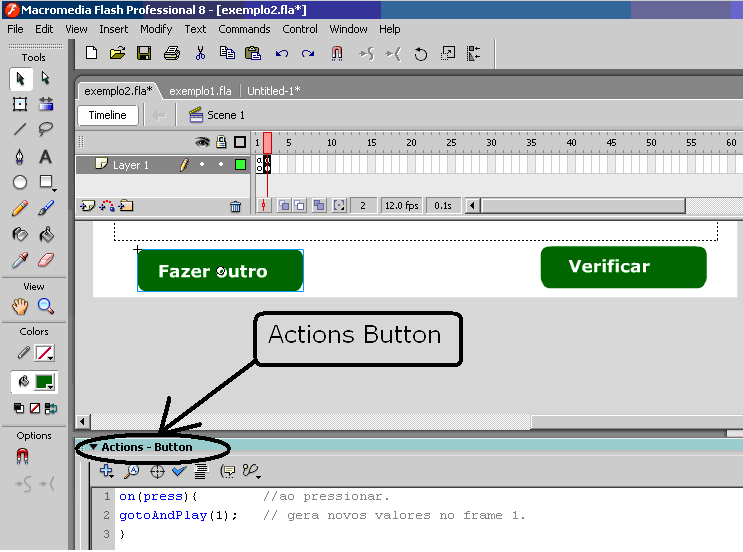 Macromedia Flash Professional 8 - [exemplo2.fla*]
File Edit View Insert Modify Text Commands Control Window Help
Tools
exemplo2.fla* exemplo1.fla Untitled-1*
Timeline Scene 1
1 5 10 15 20 25 30 35 40 45 50 55 60
Layer 1
2 12.0 fps 0.1s
Fazer outro
Verificar
View
Colors
Options
Actions Button
Actions - Button
1 on(press){ //ao pressionar.
2 gotoAndPlay(1); // gera novos valores no frame 1.
3 }